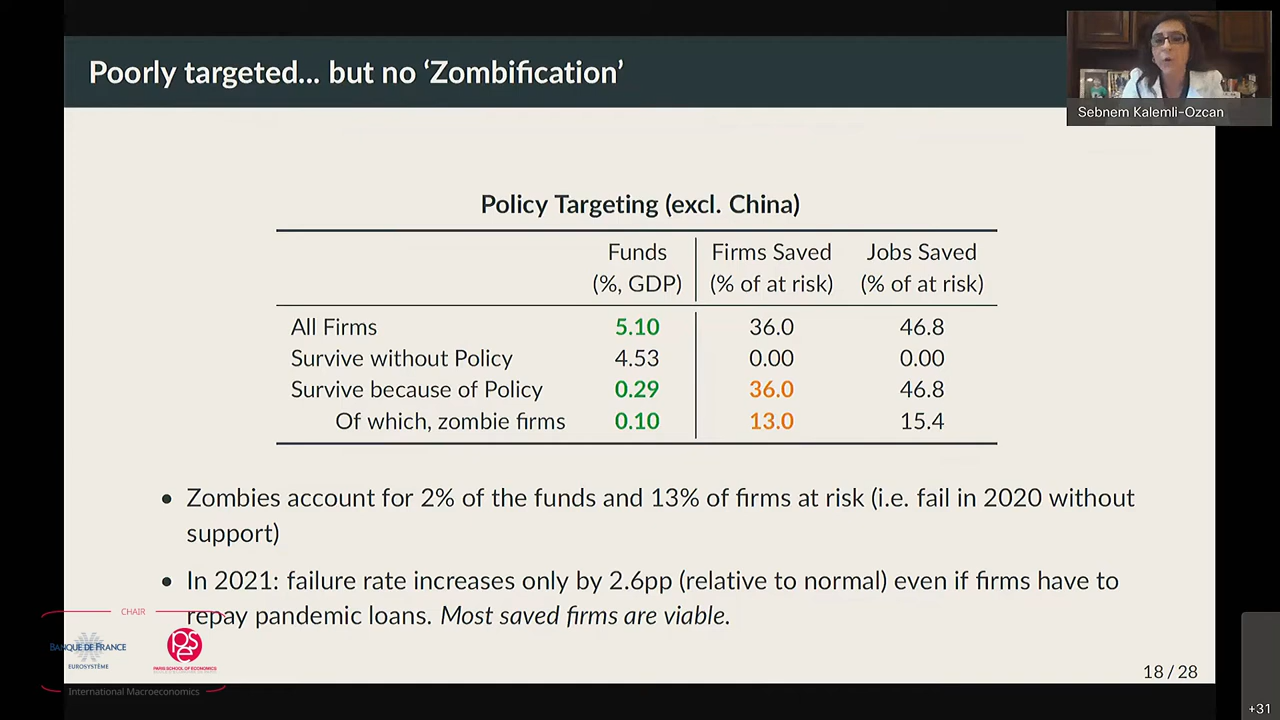 Poorly targeted... but no ‘Zombification’
Sebnem Kalemli-Ozcan
Policy Targeting (excl. China)
Funds Firms Saved Jobs Saved
(%, GDP) (% of at risk) (% of at risk)
All Firms 5.10 36.0 46.8
Survive without Policy 4.53 0.00 0.00
Survive because of Policy 0.29 36.0 46.8
Of which, zombie firms 0.10 13.0 15.4
• Zombies account for 2% of the funds and 13% of firms at risk (i.e. fail in 2020 without
support)
• In 2021: failure rate increases only by 2.6pp (relative to normal) even if firms have to
repay pandemic loans. Most saved firms are viable.
CHAIR
BANQUE DE FRANCE
EUROSYSTÈME
PSE
PARIS SCHOOL OF ECONOMICS
International Macroeconomics
18 / 28
+31